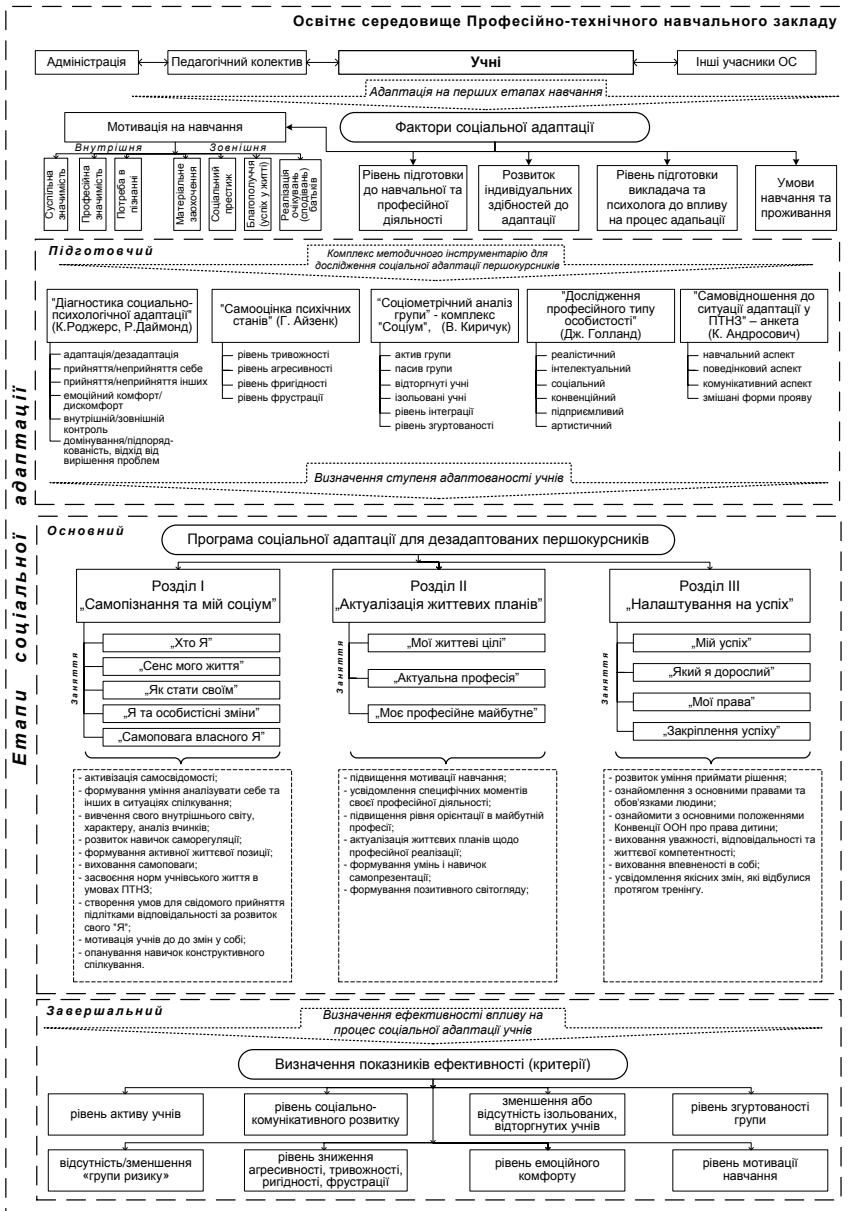 Освітнє середовище Професійно-технічного навчального закладу
Адміністрація
Педагогічний колектив
Учні
Інші учасники ОС
Адаптація на перших етапах навчання
Мотивація на навчання
Фактори соціальної адаптації
Внутрішня
Зовнішня
Суспільна
значимість
Професійна
значимість
Потреба в
пізнанні
Матеріальне
заохочення
Соціальний
престиж
Благополуччя
(успіх у житті)
Реалізація
очікувань
(сподівань)
батьків
Рівень підготовки
до навчальної та
професійної
діяльності
Розвиток
індивідуальних
здібностей до
адаптації
Рівень підготовки
викладача та
психолога до впливу
на процес адапьації
Умови
навчання та
проживання
Етапи соціальної адаптації
Підготовчий
Комплекс методичного інструментарію для
дослідження соціальної адаптації першокурсників
"Діагностика социально-
психологічної адаптації"
(К.Роджерс, Р.Даймонд)
адаптація/дезадаптація
прийняття/неприйняття себе
прийняття/неприйняття інших
емоційний комфорт/
дискомфорт
внутрішній/зовнішній
контроль
домінування/підпоряд-
кованість, відхід від
вирішення проблем
"Самооцінка психічних
станів" (Г. Айзенк)
рівень тривожності
рівень агресивності
рівень фригідності
рівень фрустрації
"Соціометрічний аналіз
групи" - комплекс
"Соціум", (В. Киричук)
актив групи
пасив групи
відторгнуті учні
ізольовані учні
рівень інтеграції
рівень згуртованості
"Дослідження
професійного типу
особистості"
(Дж. Голланд)
реалістичний
інтелектуальний
соціальний
конвенційний
підприємливий
артистичний
"Самовідношення до
ситуації адаптації у
ПТНЗ" – анкета
(К. Андросович)
навчальний аспект
поведінковий аспект
комунікативний аспект
змішані форми прояву
Визначення ступеня адаптованості учнів
Основний
Програма соціальної адаптації для дезадаптованих першокурсників
Розділ І
„Самопізнання та мій соціум”
Заняття
„Хто Я”
„Сенс мого життя”
„Як стати своїм”
„Я та особистісні зміни”
„Самоповага власного Я”
- активізація самосвідомості;
- формування уміння аналізувати себе та
інших в ситуаціях спілкування;
- вивчення свого внутрішнього світу,
характеру, аналіз вчинків;
- розвиток навичок саморегуляції;
- формування активної життєвої позиції;
- виховання самоповаги;
- засвоєння норм учнівського життя в
умовах ПТНЗ;
- створення умов для свідомого прийняття
підлітками відповідальності за розвиток
свого "Я";
- мотивація учнів до до змін у собі;
- опанування навичок конструктивного
спілкування.
Розділ ІІ
„Актуалізація життєвих планів”
Заняття
„Мої життєві цілі”
„Актуальна професія”
„Моє професійне майбутне”
- підвищення мотивації навчання;
- усвідомлення специфічних моментів
своєї професійної діяльності;
- підвищення рівня орієнтації в майбутній
професії;
- актуалізація життєвих планів щодо
професійної реалізації;
- формування умінь і навичок
самопрезентації;
- формування позитивного світогляду;
Розділ ІІІ
„Налаштування на успіх”
Заняття
„Мій успіх”
„Який я дорослий”
„Мої права”
„Закріплення успіху”
- розвиток уміння приймати рішення;
- ознайомлення з основними правами та
обов’язками людини;
- ознайомити з основними положеннями
Конвенції ООН про права дитини;
- виховання уважності, відповідальності та
життєвої компетентності;
- виховання впевненості в собі;
- усвідомлення якісних змін, які відбулися
протягом тренінгу.
Завершальний
Визначення ефективності впливу на
процес соціальної адаптації учнів
Визначення показників ефективності (критерії)
рівень активу учнів
рівень соціально-
комунікативного розвитку
зменшення або
відсутність ізольованих,
відторгнутих учнів
рівень згуртованості
групи
відсутність/зменшення
«групи ризику»
рівень зниження
агресивності, тривожності,
ригідності, фрустрації
рівень емоційного
комфорту
рівень мотивації
навчання